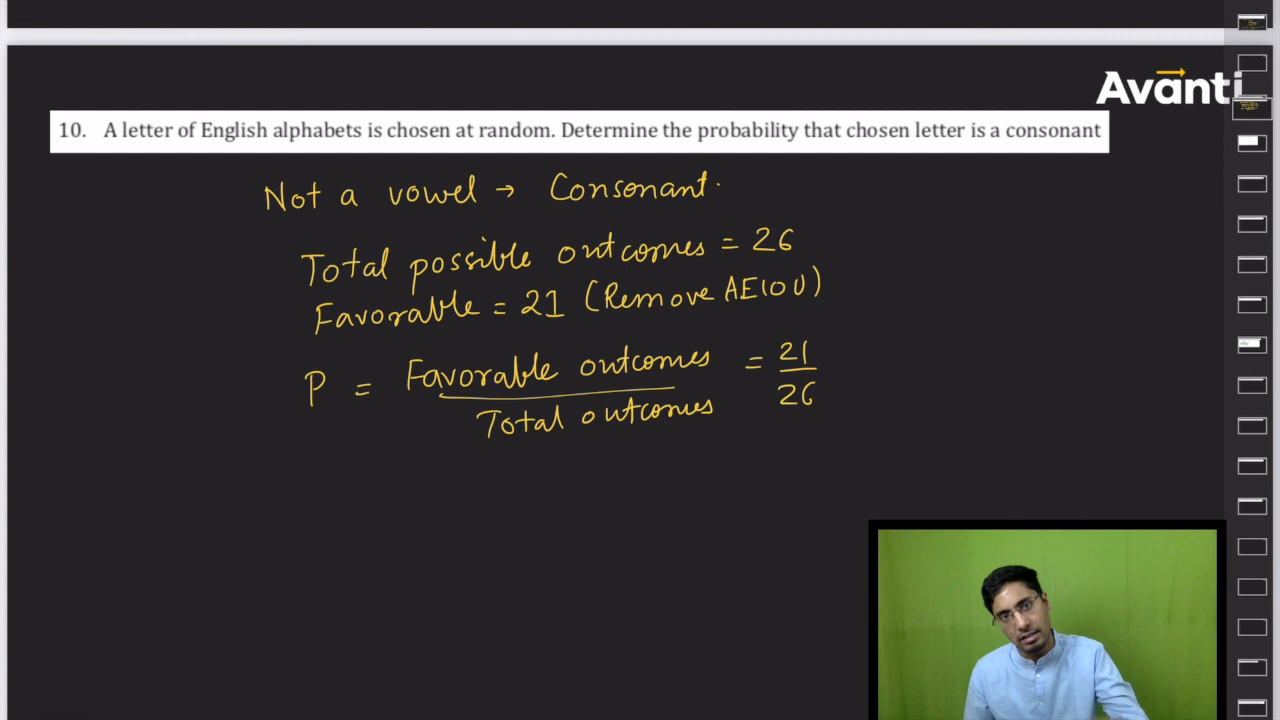 Avanti
10. A letter of English alphabets is chosen at random. Determine the probability that chosen letter is a consonant
Not a vowel → Consonant.
Total possible outcomes = 26
Favorable = 21 (Remove AEIOU)
P = Favorable outcomes / Total outcomes = 21 / 26